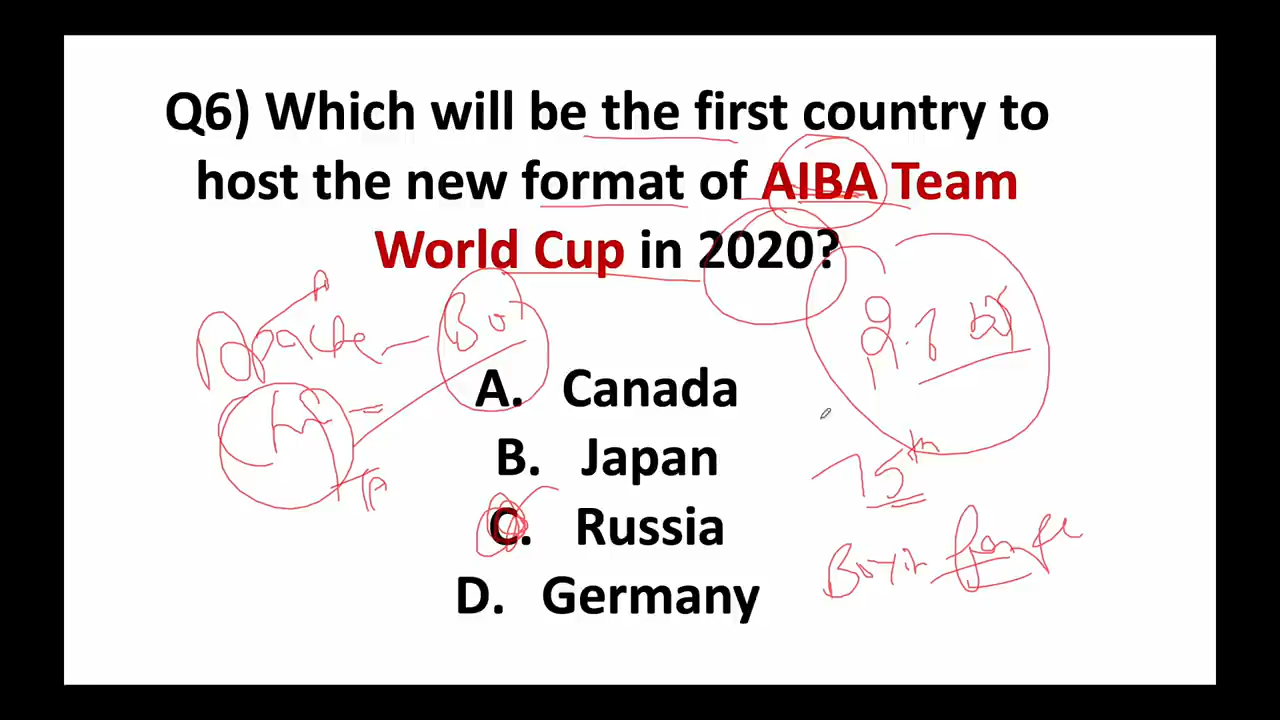 Q6) Which will be the first country to
host the new format of AIBA Team
World Cup in 2020?
A. Canada
B. Japan
75th
C. Russia
D. Germany